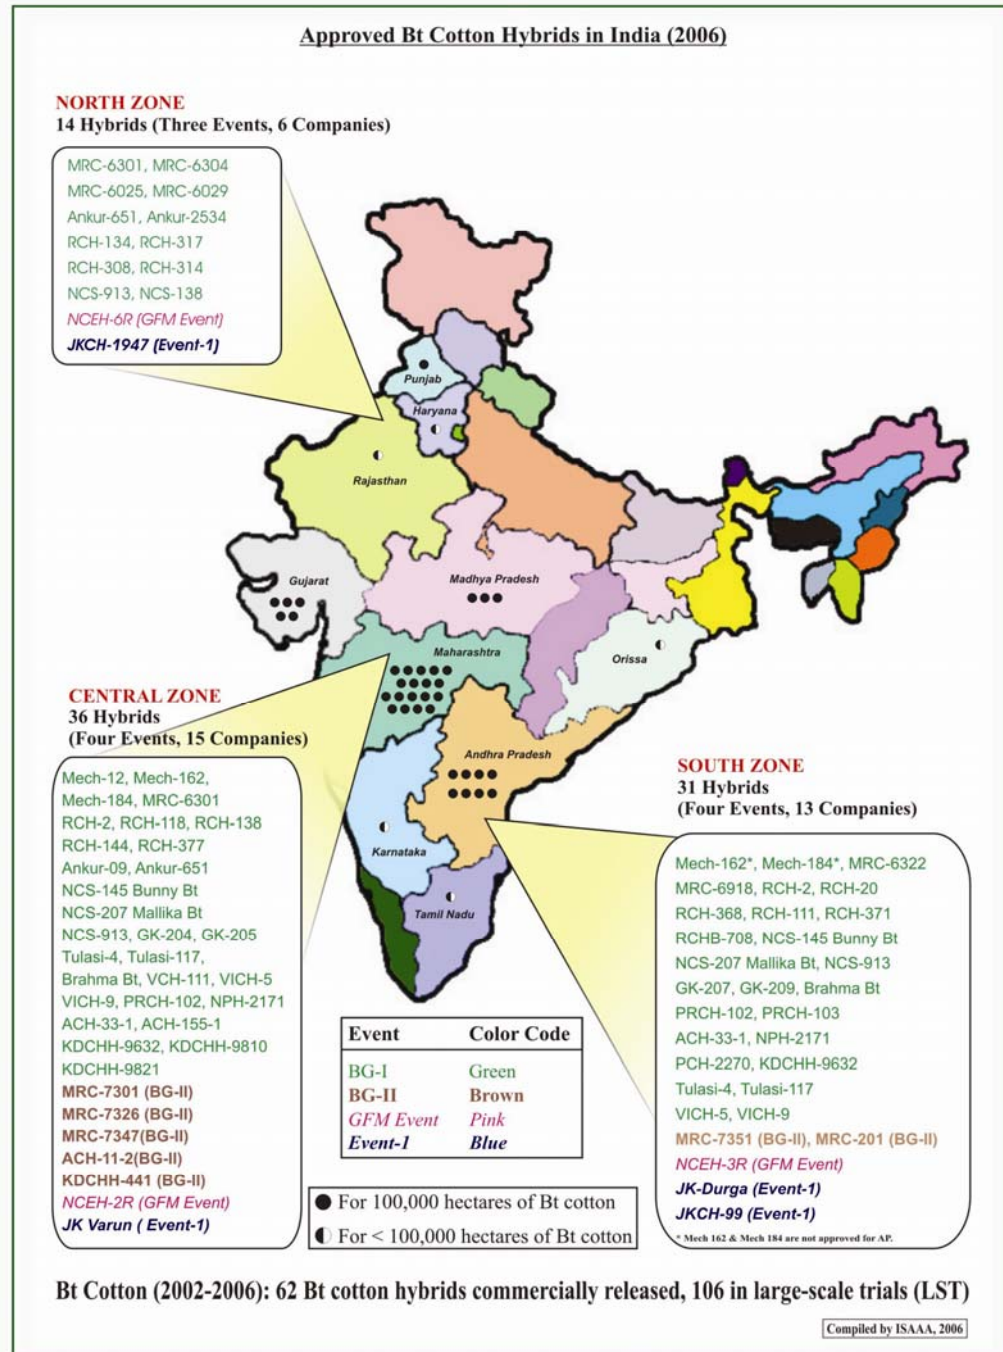 Approved Bt Cotton Hybrids in India (2006)
NORTH ZONE
14 Hybrids (Three Events, 6 Companies)
MRC-6301, MRC-6304
MRC-6025, MRC-6029
Ankur-651, Ankur-2534
RCH-134, RCH-317
RCH-308, RCH-314
NCS-913, NCS-138
NCEH-6R (GFM Event)
JKCH-1947 (Event-1)
Punjab
Haryana
Rajasthan
Gujarat
Madhya Pradesh
Maharashtra
Orissa
Andhra Pradesh
Karnataka
Tamil Nadu
CENTRAL ZONE
36 Hybrids
(Four Events, 15 Companies)
Mech-12, Mech-162,
Mech-184, MRC-6301
RCH-2, RCH-118, RCH-138
RCH-144, RCH-377
Ankur-09, Ankur-651
NCS-145 Bunny Bt
NCS-207 Mallika Bt
NCS-913, GK-204, GK-205
Tulasi-4, Tulasi-117,
Brahma Bt, VCH-111, VICH-5
VICH-9, PRCH-102, NPH-2171
ACH-33-1, ACH-155-1
KDCHH-9632, KDCHH-9810
KDCHH-9821
MRC-7301 (BG-II)
MRC-7326 (BG-II)
MRC-7347(BG-II)
ACH-11-2(BG-II)
KDCHH-441 (BG-II)
NCEH-2R (GFM Event)
JK Varun ( Event-1)
SOUTH ZONE
31 Hybrids
(Four Events, 13 Companies)
Mech-162*, Mech-184*, MRC-6322
MRC-6918, RCH-2, RCH-20
RCH-368, RCH-111, RCH-371
RCHB-708, NCS-145 Bunny Bt
NCS-207 Mallika Bt, NCS-913
GK-207, GK-209, Brahma Bt
PRCH-102, PRCH-103
ACH-33-1, NPH-2171
PCH-2270, KDCHH-9632
Tulasi-4, Tulasi-117
VICH-5, VICH-9
MRC-7351 (BG-II), MRC-201 (BG-II)
NCEH-3R (GFM Event)
JK-Durga (Event-1)
JKCH-99 (Event-1)
* Mech 162 & Mech 184 are not approved for AP.
Event Color Code
BG-I Green
BG-II Brown
GFM Event Pink
Event-1 Blue
For 100,000 hectares of Bt cotton
For < 100,000 hectares of Bt cotton
Bt Cotton (2002-2006): 62 Bt cotton hybrids commercially released, 106 in large-scale trials (LST)
Compiled by ISAAA, 2006